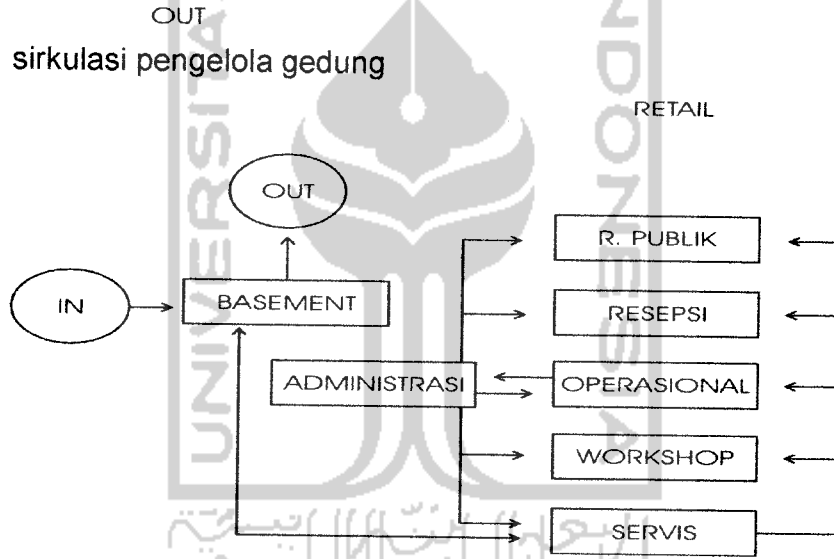 OUT
sirkulasi pengelola gedung
RETAIL
OUT
R. PUBLIK
IN
BASEMENT
RESEPSI
ADMINISTRASI
OPERASIONAL
WORKSHOP
SERVIS